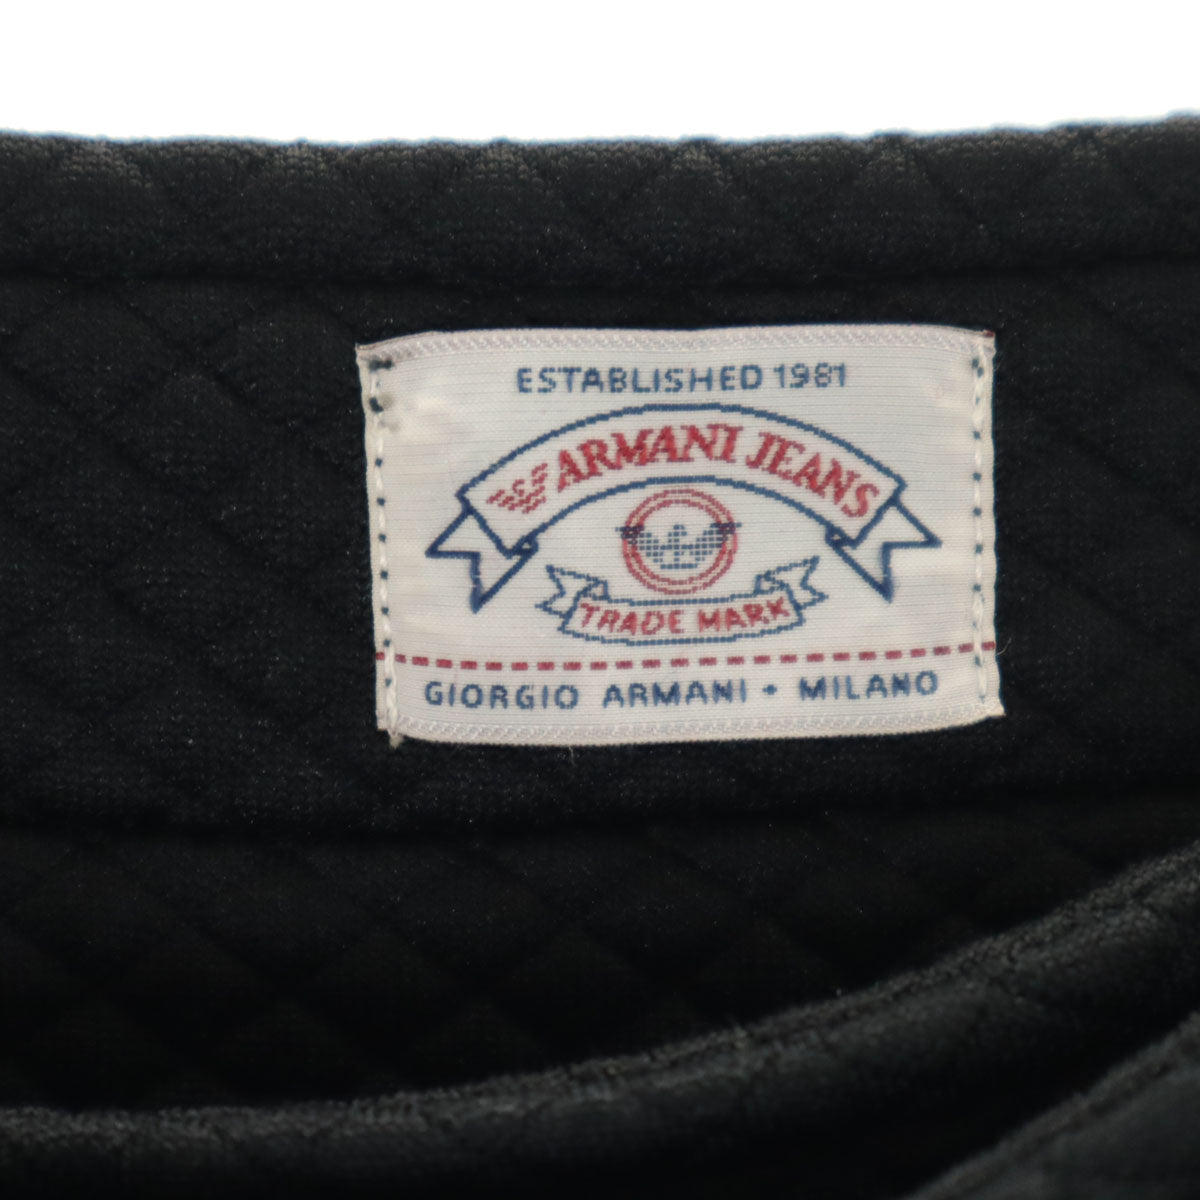 ESTABLISHED 1981
ARMANI JEANS
TRADE MARK
GIORGIO ARMANI • MILANO